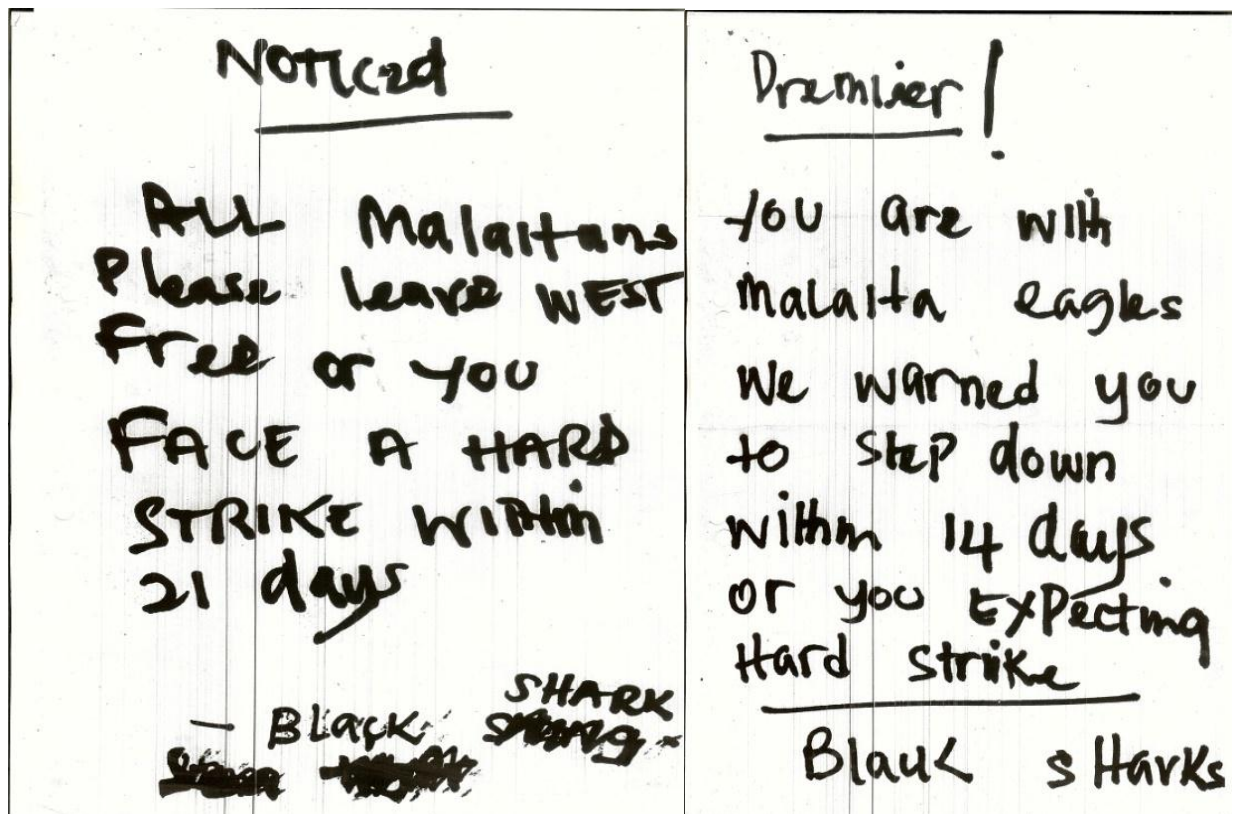 Noticed
ALL Malaitans
Please leave WEST
Free or you
FACE A HARD
STRIKE Within
21 days
SHARK
— Black
Premier!
you are with
malaita eagles
We warned you
to step down
within 14 days
or you Expecting
Hard strike
Black sHarks